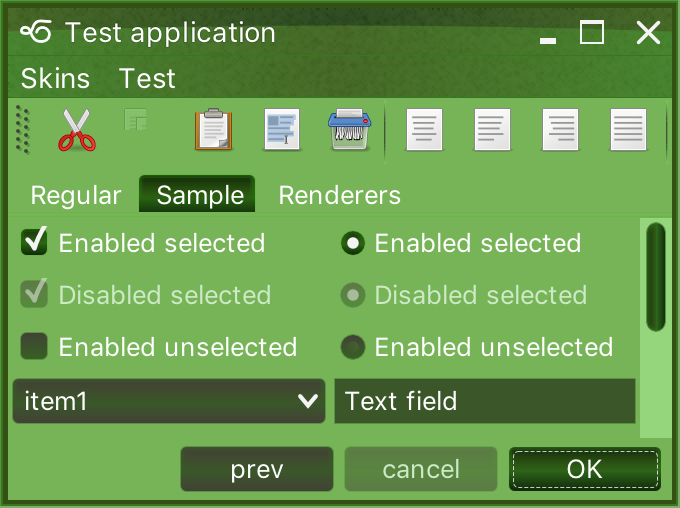 Test application
Skins Test
Regular Sample Renderers
Enabled selected Enabled selected
Disabled selected Disabled selected
Enabled unselected Enabled unselected
item1 Text field
prev cancel OK